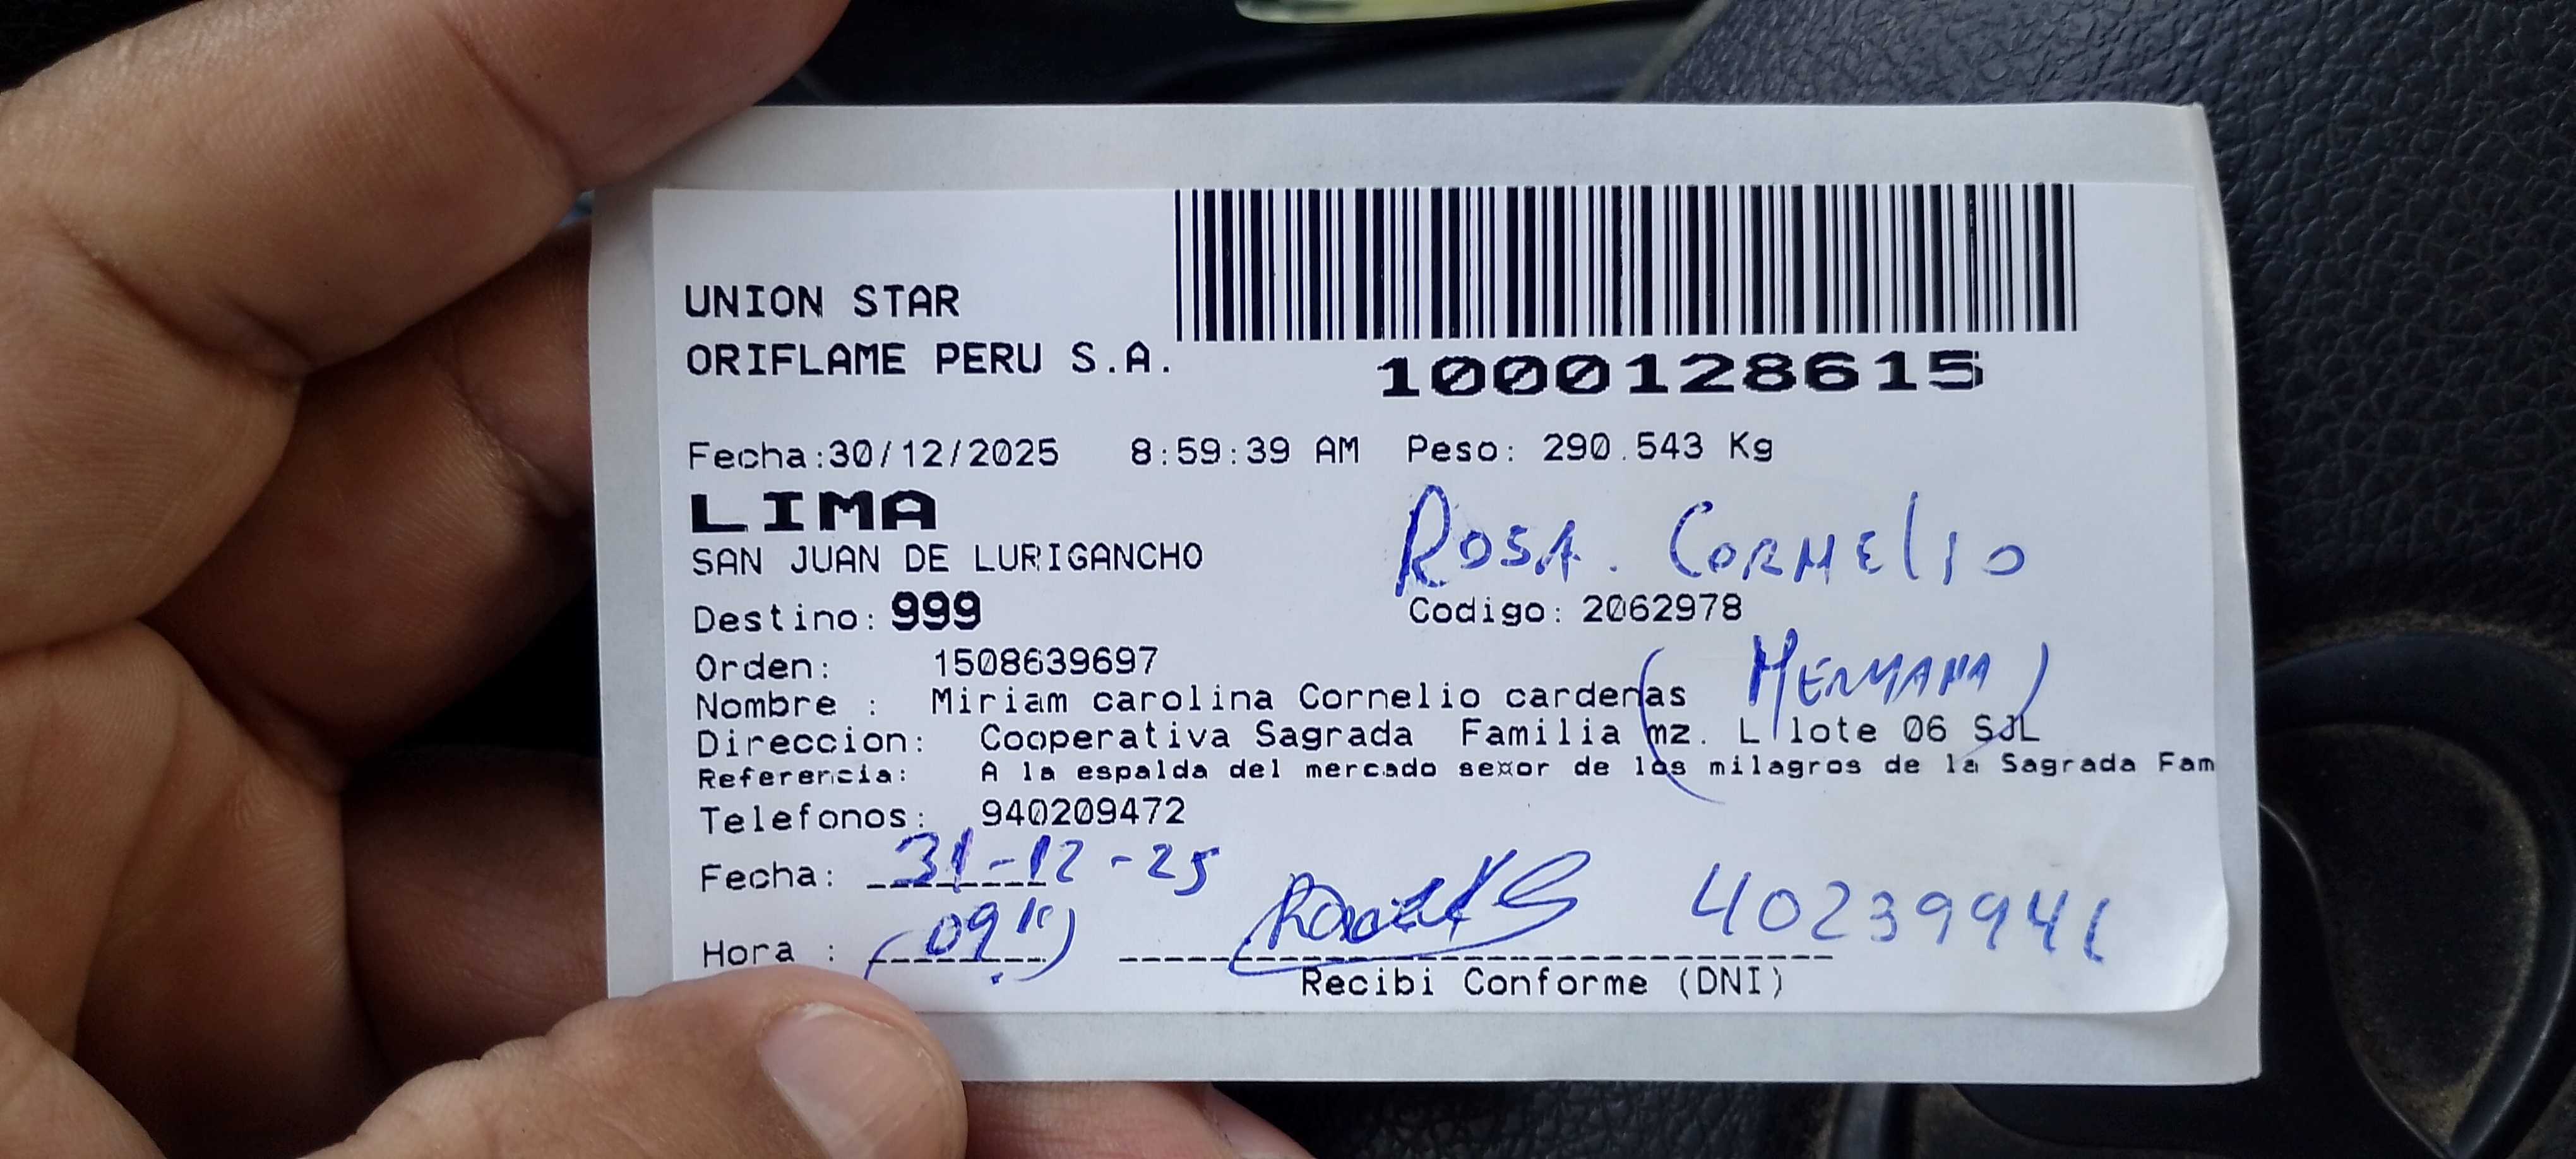 UNION STAR
ORIFLAME PERU S.A.
1000128615
Fecha:30/12/2025 8:59:39 AM Peso: 290.543 Kg
LIMA
SAN JUAN DE LURIGANCHO
ROSA. CORNELIO
Destino: 999 Codigo: 2062978
Orden: 1508639697
(HERMANA)
Nombre : Miriam carolina Cornelio cardenas
Direccion: Cooperativa Sagrada Familia mz. L lote 06 SJL
Referencia: A la espalda del mercado se¤or de los milagros de la Sagrada Fam
Telefonos: 940209472
Fecha: 31-12-25
Hora :
40239941
Recibi Conforme (DNI)